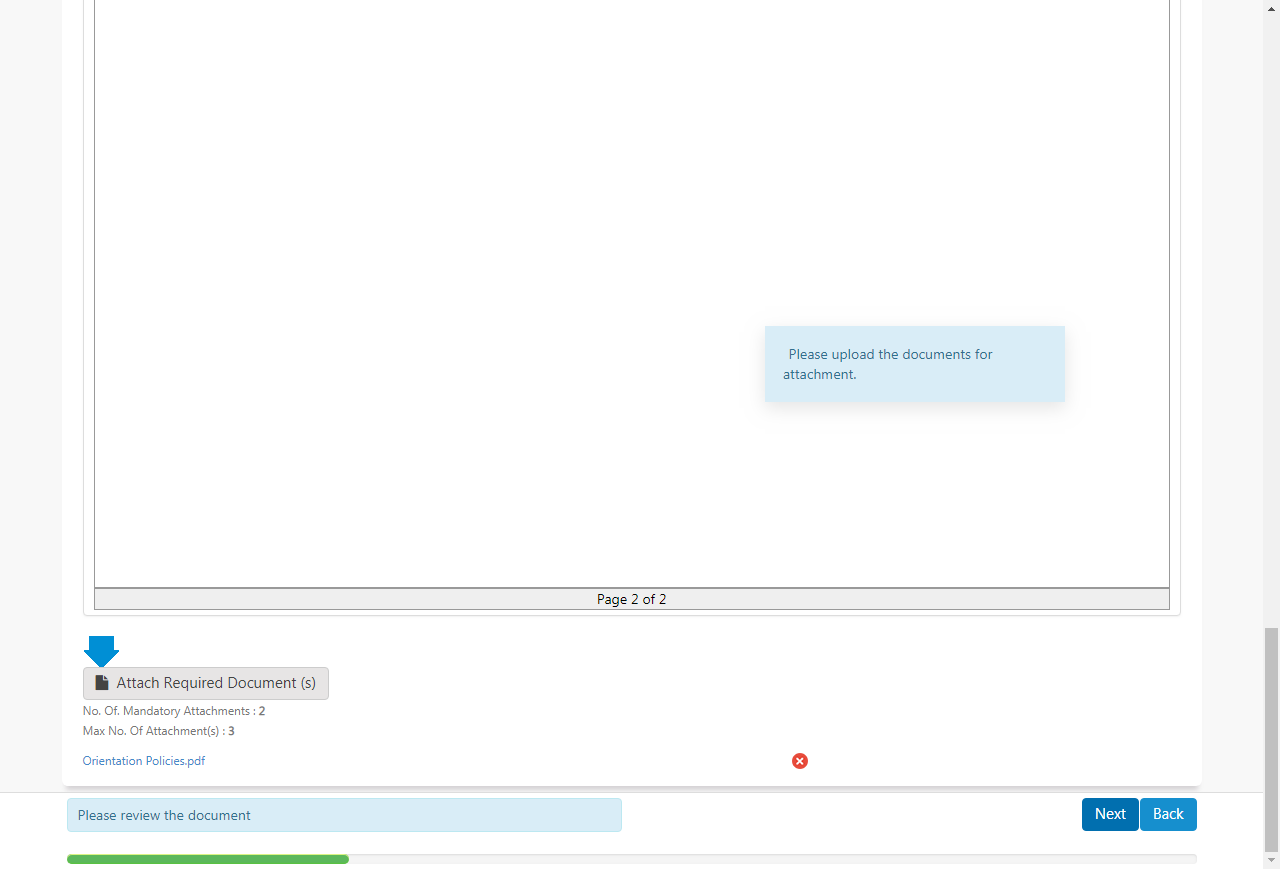 Please upload the documents for
attachment.
Page 2 of 2
Attach Required Document (s)
No. Of. Mandatory Attachments : 2
Max No. Of Attachment(s) : 3
Orientation Policies.pdf
Please review the document
Next
Back